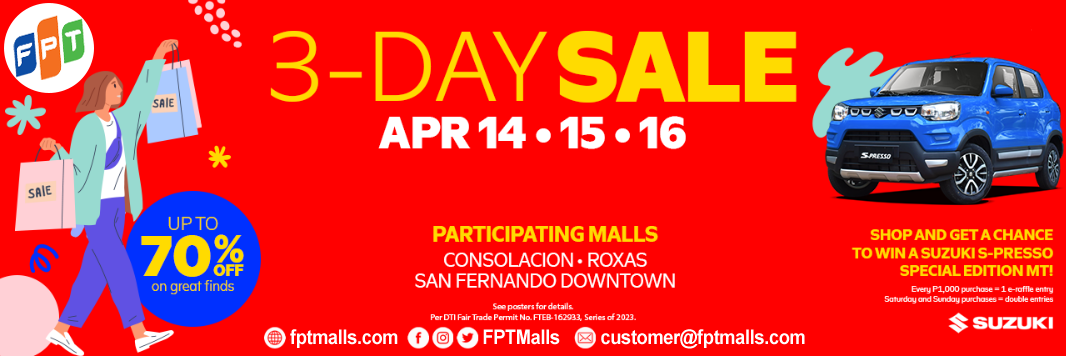 FPT
SALE
SALE
UP TO
70% OFF
on great finds
3-DAY SALE
APR 14 • 15 • 16
PARTICIPATING MALLS
CONSOLACION • ROXAS
SAN FERNANDO DOWNTOWN
See posters for details.
Per DTI Fair Trade Permit No. FTEB-162933, Series of 2023.
fptmalls.com FPTMalls customer@fptmalls.com
S-PRESSO
SHOP AND GET A CHANCE
TO WIN A SUZUKI S-PRESSO
SPECIAL EDITION MT!
Every P1,000 purchase = 1 e-raffle entry
Saturday and Sunday purchases = double entries
SUZUKI